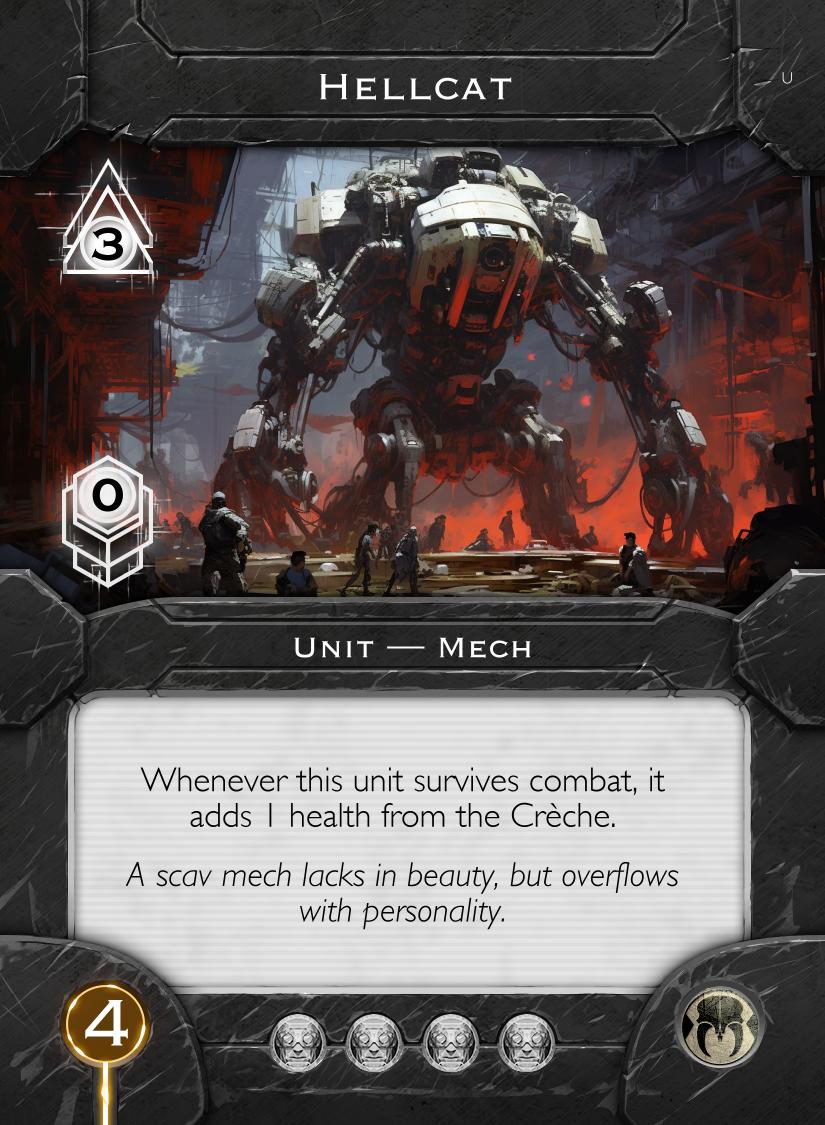 Hellcat
U
3
0
Unit — Mech
Whenever this unit survives combat, it
adds 1 health from the Crèche.
A scav mech lacks in beauty, but overflows
with personality.
4